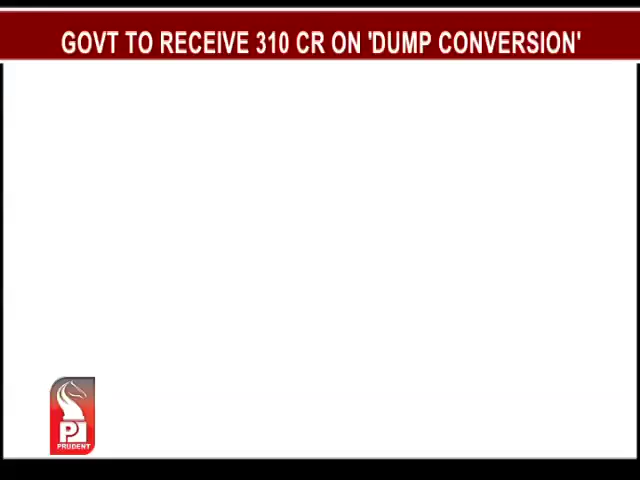 GOVT TO RECEIVE 310 CR ON 'DUMP CONVERSION'
P
PRUDENT